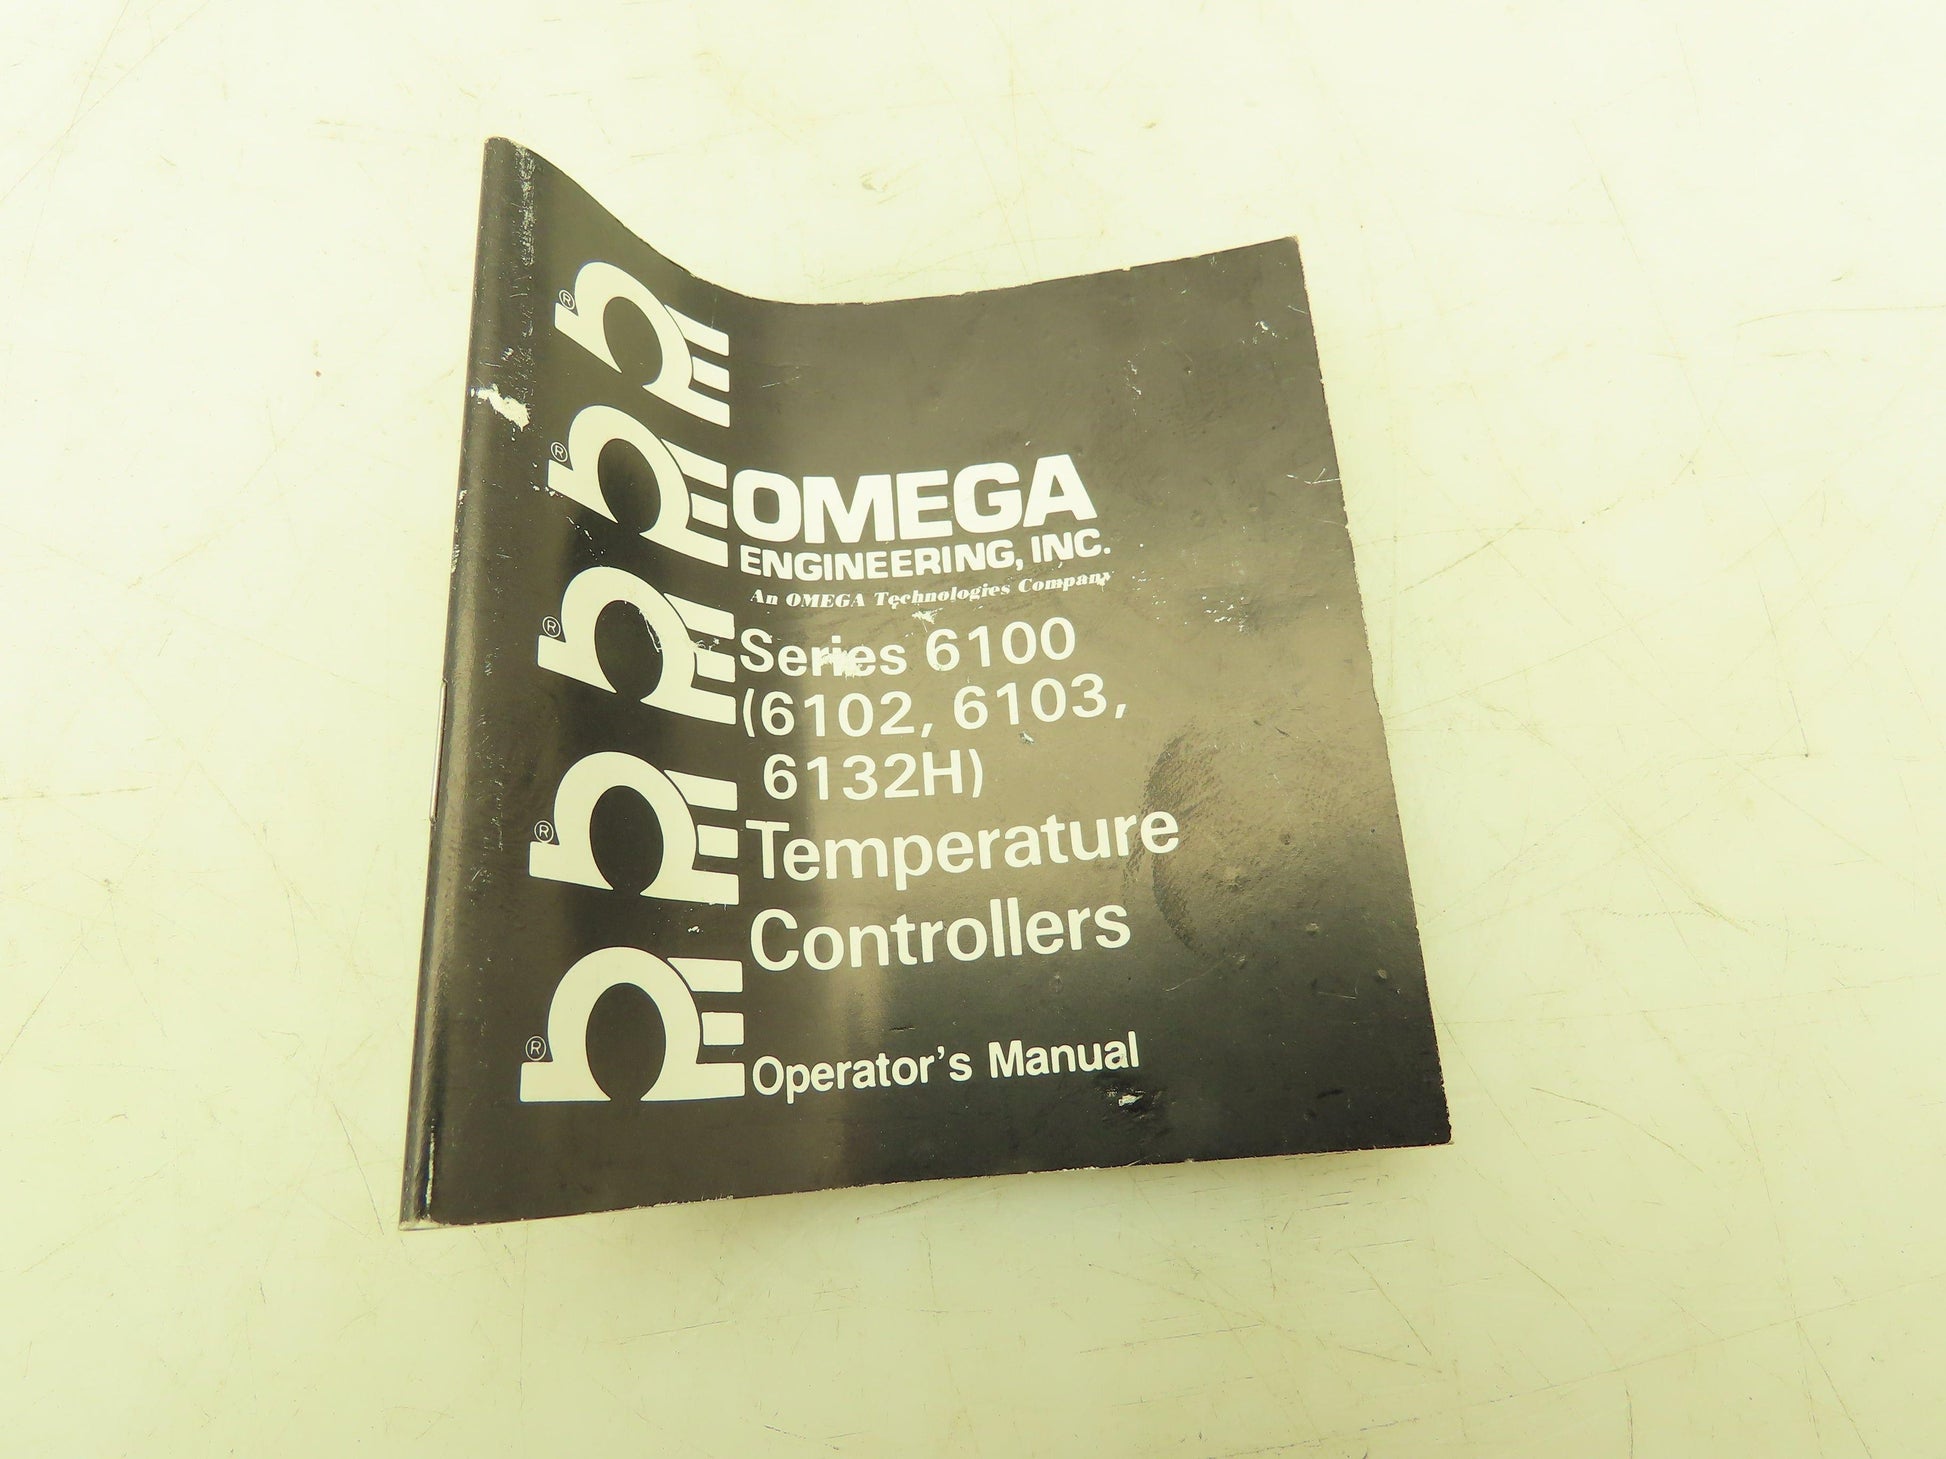 OMEGA
ENGINEERING, INC.
An OMEGA Technologies Company
Series 6100
(6102, 6103,
6132H)
Temperature
Controllers
Operator's Manual
®
®
®
®
®